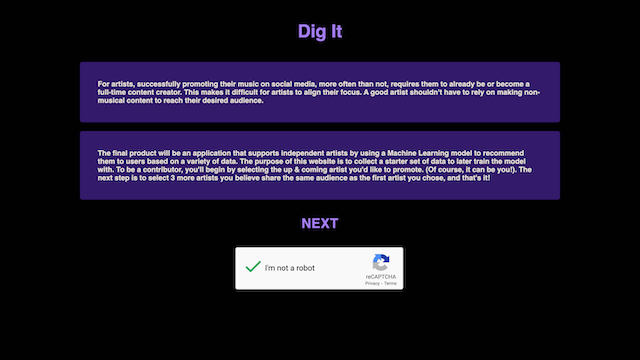 Dig It
For artists, successfully promoting their music on social media, more often than not, requires them to already be or become a
full-time content creator. This makes it difficult for artists to align their focus. A good artist shouldn't have to rely on making non-
musical content to reach their desired audience.
The final product will be an application that supports independent artists by using a Machine Learning model to recommend
them to users based on a variety of data. The purpose of this website is to collect a starter set of data to later train the model
with. To be a contributor, you'll begin by selecting the up & coming artist you'd like to promote. (Of course, it can be you!). The
next step is to select 3 more artists you believe share the same audience as the first artist you chose, and that's it!
NEXT
I'm not a robot
reCAPTCHA
Privacy - Terms